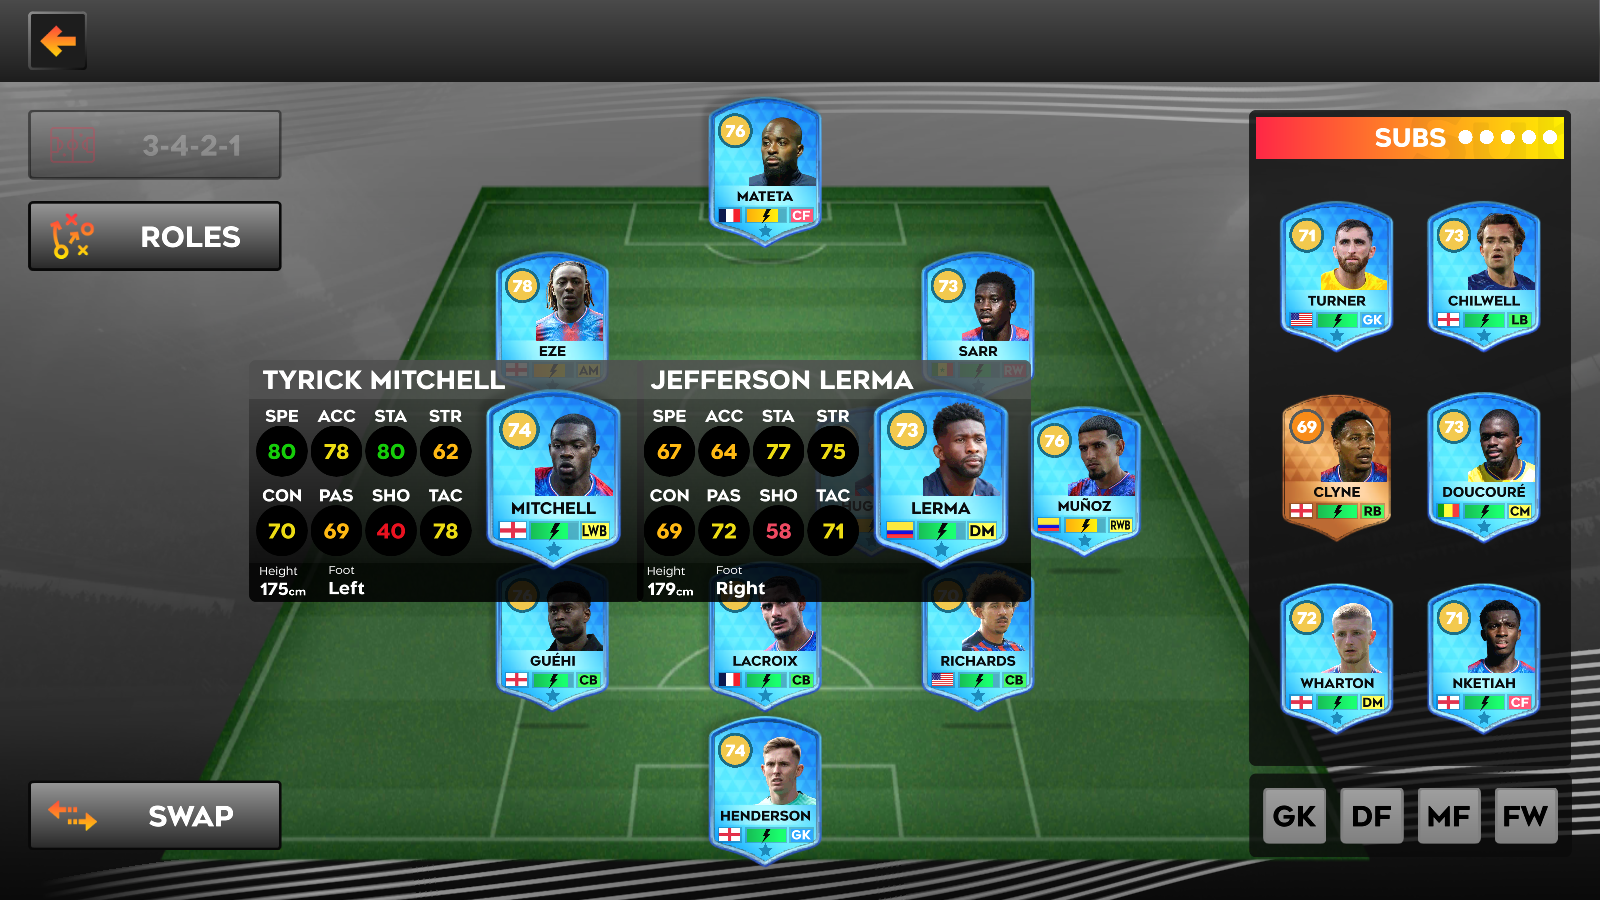 3-4-2-1
ROLES
SWAP
76
MATETA
CF
78
EZE
AM
73
SARR
RW
TYRICK MITCHELL
SPE ACC STA STR
80 78 80 62
CON PAS SHO TAC
70 69 40 78
Height Foot
175cm Left
74
MITCHELL
LWB
JEFFERSON LERMA
SPE ACC STA STR
67 64 77 75
CON PAS SHO TAC
69 72 58 71
Height Foot
179cm Right
73
LERMA
DM
76
MUÑOZ
RWB
76
GUÉHI
CB
LACROIX
CB
70
RICHARDS
CB
74
HENDERSON
GK
SUBS
71
TURNER
GK
73
CHILWELL
LB
69
CLYNE
RB
73
DOUCOURÉ
CM
72
WHARTON
DM
71
NKETIAH
CF
GK DF MF FW